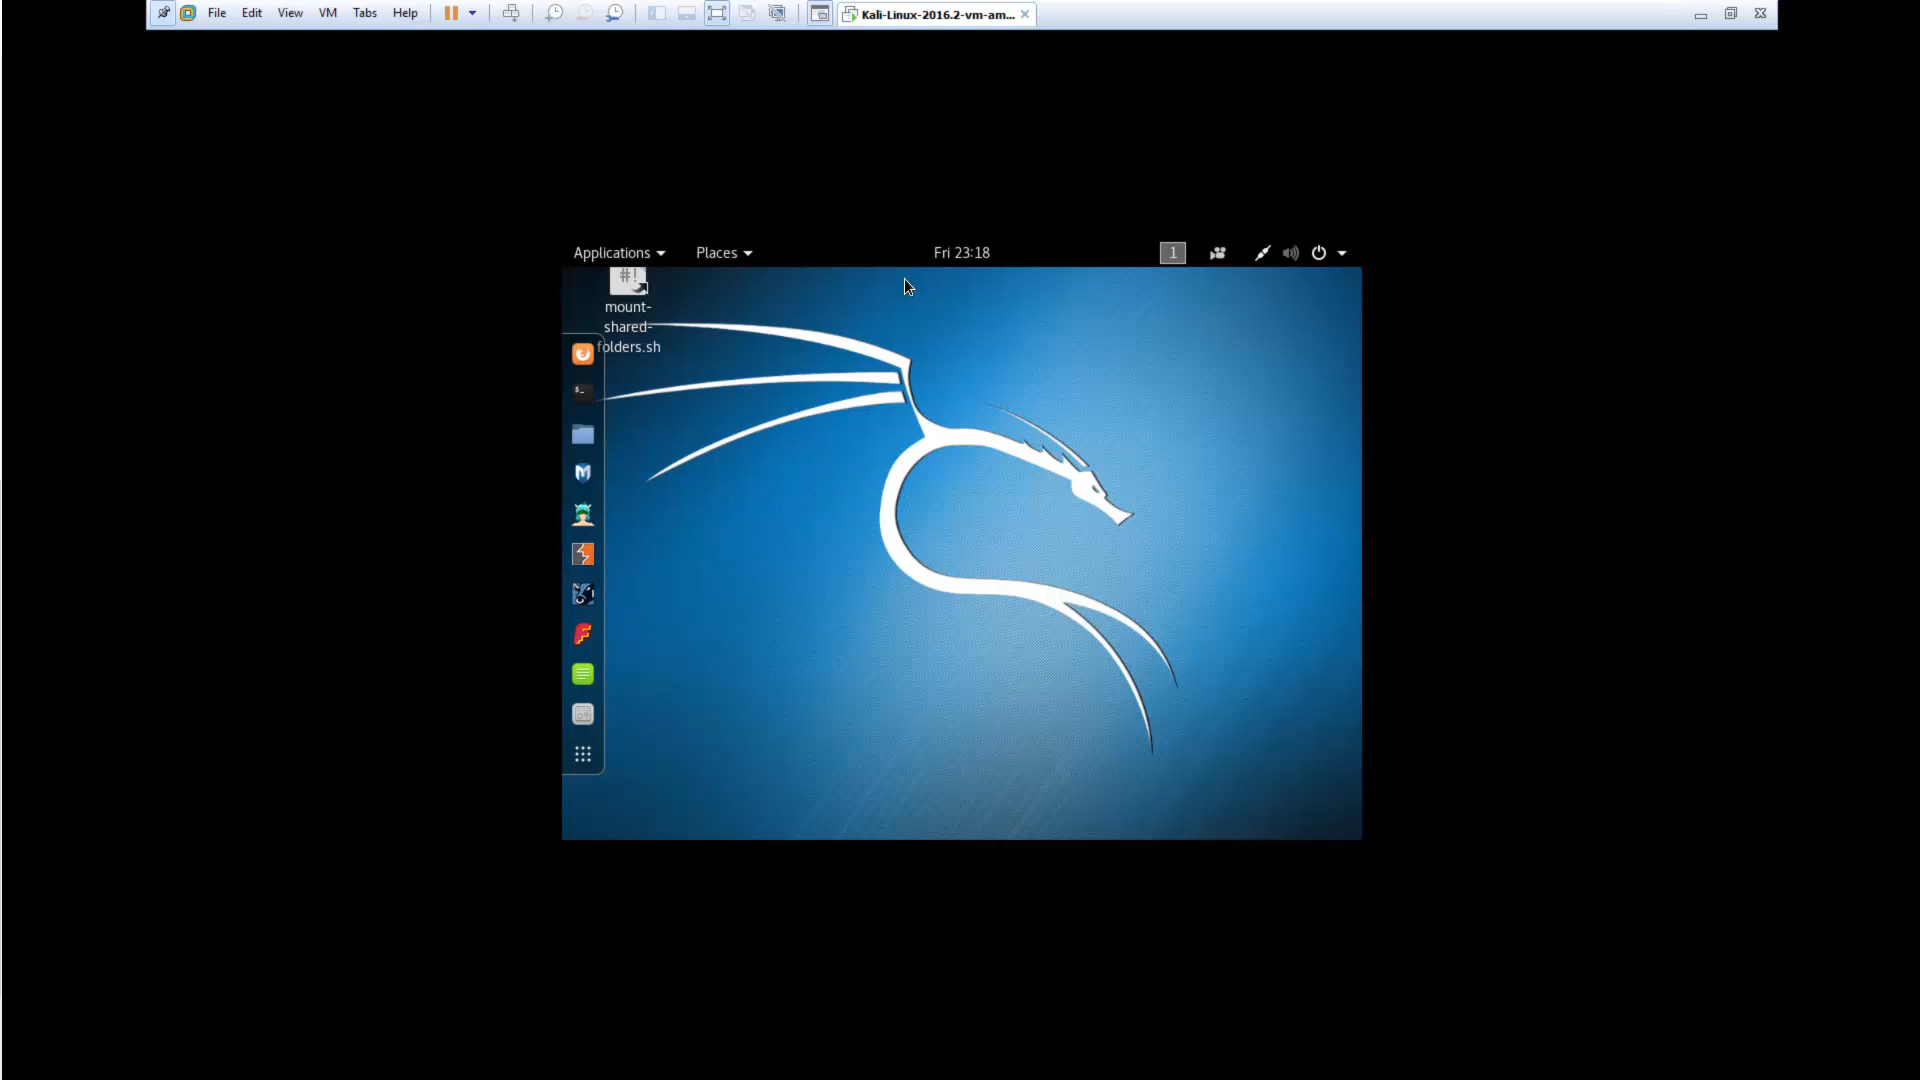 File Edit View VM Tabs Help Kali-Linux-2016.2-vm-am...
Applications Places Fri 23:18 1
#!
mount-
shared-
folders.sh
$_